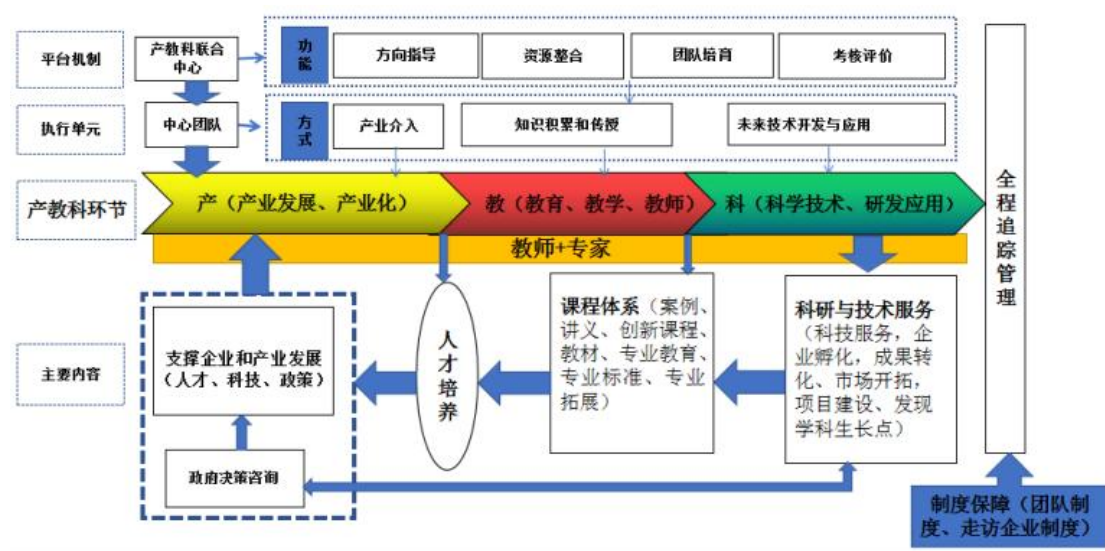 平台机制
产教科联合
中心
功
能
方向指导
资源整合
团队培育
考核评价
执行单元
中心团队
方
式
产业介入
知识积累和传授
未来技术开发与应用
产教科环节
产（产业发展、产业化）
教（教育、教学、教师）
科（科学技术、研发应用）
教师+专家
主要内容
支撑企业和产业发展
（人才、科技、政策）
政府决策咨询
人
才
培
养
课程体系（案例、
讲义、创新课程、
教材、专业教育、
专业标准、专业
拓展）
科研与技术服务
（科技服务，企
业孵化，成果转
化、市场开拓，
项目建设、发现
学科生长点）
全
程
追
踪
管
理
制度保障（团队制
度、走访企业制度）